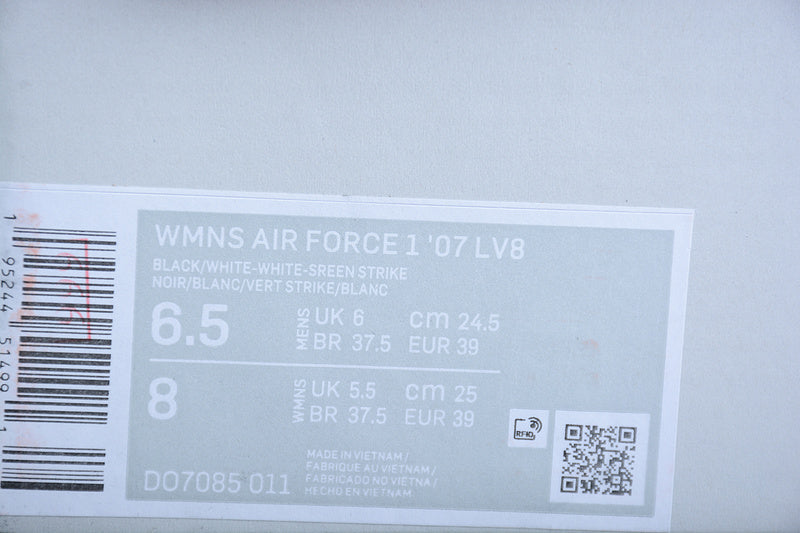 WMNS AIR FORCE 1 '07 LV8
BLACK/WHITE-WHITE-SREEN STRIKE
NOIR/BLANC/VERT STRIKE/BLANC
6.5 MENS UK 6 cm 24.5
BR 37.5 EUR 39
8 WMNS UK 5.5 cm 25
BR 37.5 EUR 39
RFID
DO7085 011
MADE IN VIETNAM /
FABRIQUE AU VIETNAM /
FABRICADO NO VIETNA /
HECHO EN VIETNAM
1 95244 51499 1